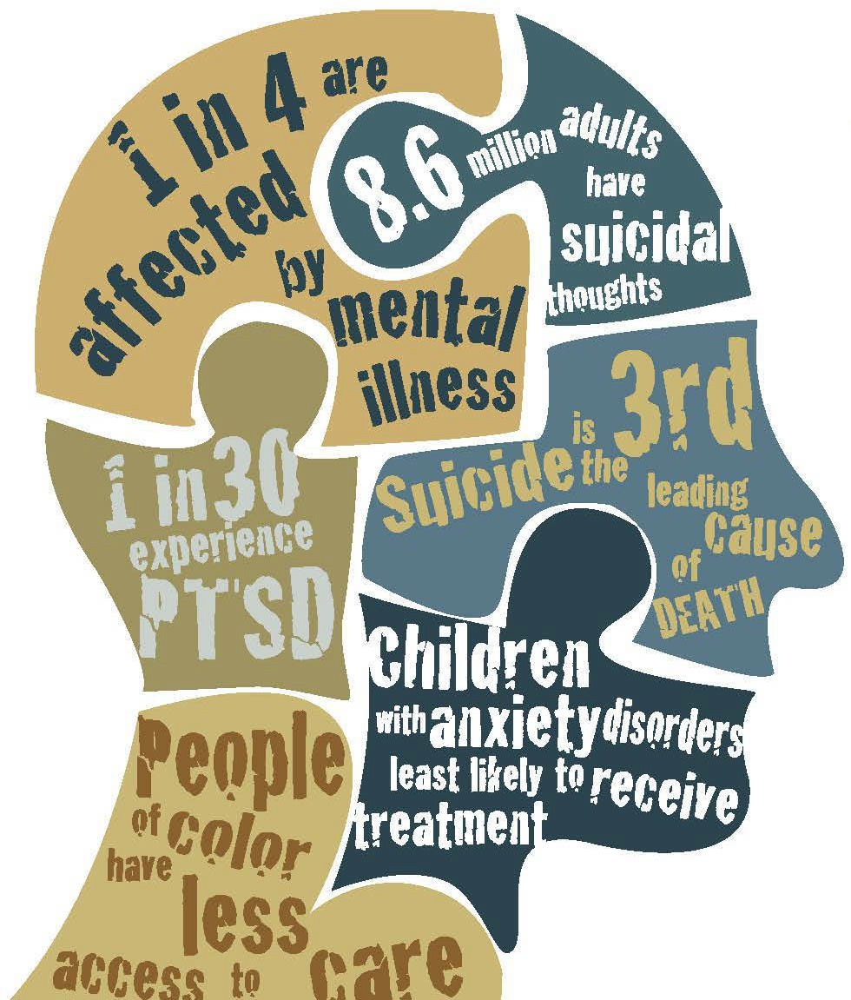 1 in 4 are
affected
by
mental
illness
8.6 million adults
have
suicidal
thoughts
Suicide is the 3rd
leading
cause
of
DEATH
1 in 30
experience
PTSD
Children
with anxiety disorders
least likely to receive
treatment
People
of color
have
less
access to care